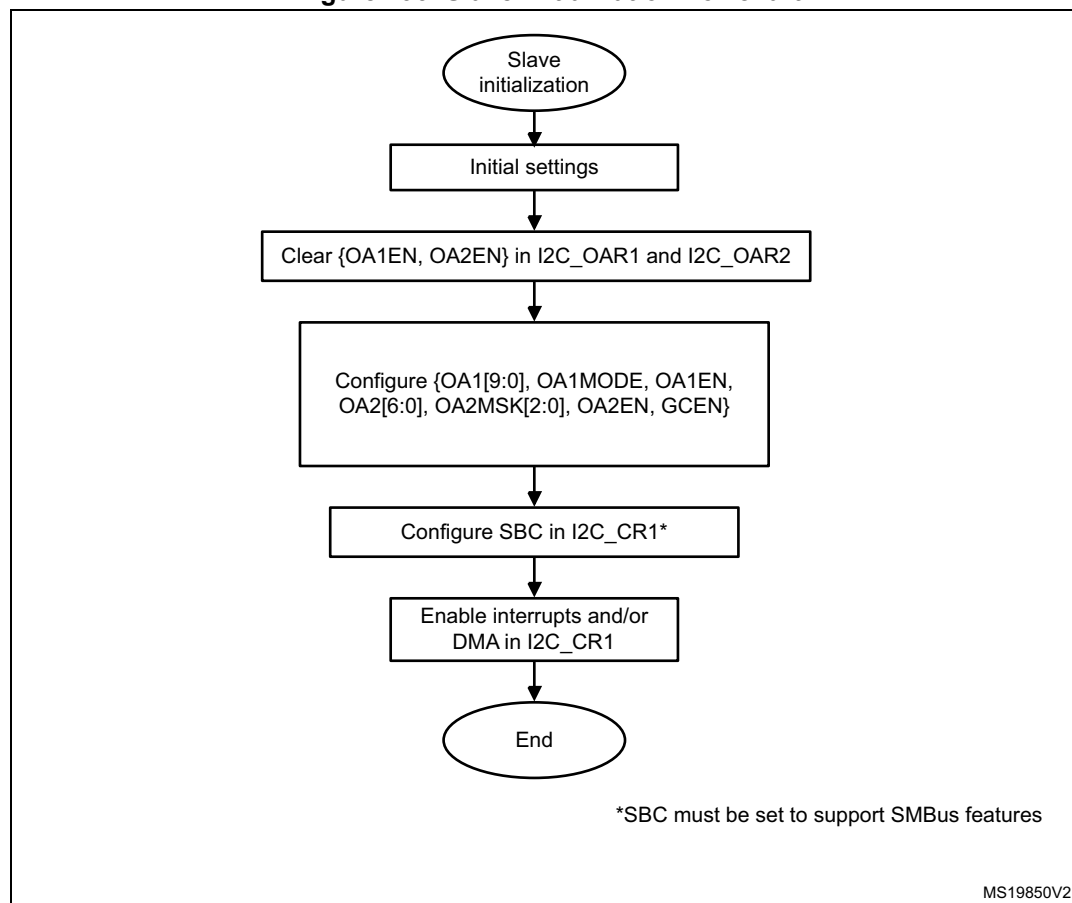 Slave
initialization
Initial settings
Clear {OA1EN, OA2EN} in I2C_OAR1 and I2C_OAR2
Configure {OA1[9:0], OA1MODE, OA1EN,
OA2[6:0], OA2MSK[2:0], OA2EN, GCEN}
Configure SBC in I2C_CR1*
Enable interrupts and/or
DMA in I2C_CR1
End
*SBC must be set to support SMBus features
MS19850V2